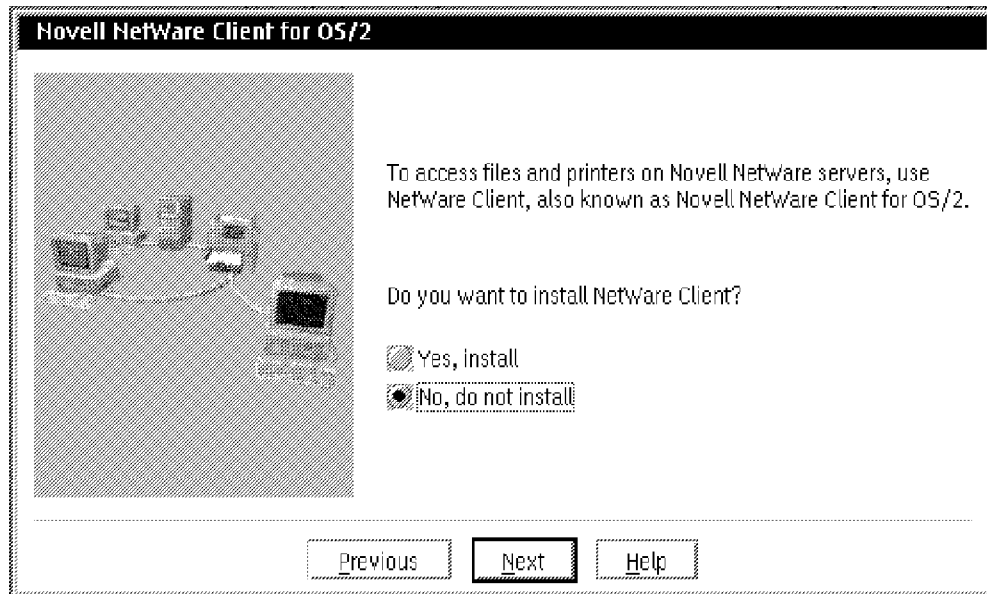 Novell NetWare Client for OS/2
To access files and printers on Novell NetWare servers, use
NetWare Client, also known as Novell NetWare Client for OS/2.
Do you want to install NetWare Client?
Yes, install
No, do not install
Previous
Next
Help